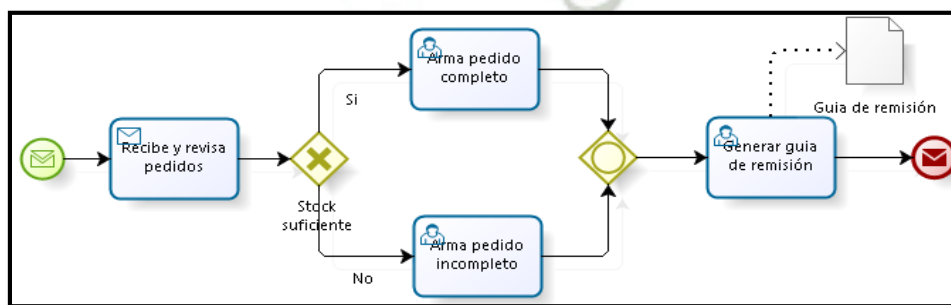 Recibe y revisa
pedidos
Stock
suficiente
Si
No
Arma pedido
completo
Arma pedido
incompleto
Generar guia
de remisión
Guia de remisión